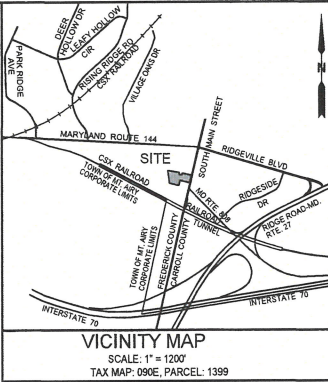 DEER
HOLLOW DR
LEAFY HOLLOW
CIR
PARK RIDGE
AVE
RISING RIDGE RD
CSX RAILROAD
VILLAGE OAKS DR
N
MARYLAND ROUTE 144
SOUTH MAIN STREET
RIDGEVILLE BLVD
SITE
CSX RAILROAD
TOWN OF MT. AIRY
CORPORATE LIMITS
MD RTE 808
RIDGESIDE
DR
RAILROAD
TUNNEL
RIDGE ROAD-MD.
RTE. 27
TOWN OF MT. AIRY
CORPORATE LIMITS
FREDERICK COUNTY
CARROLL COUNTY
INTERSTATE 70
INTERSTATE 70
VICINITY MAP
SCALE: 1" = 1200'
TAX MAP: 090E, PARCEL: 1399